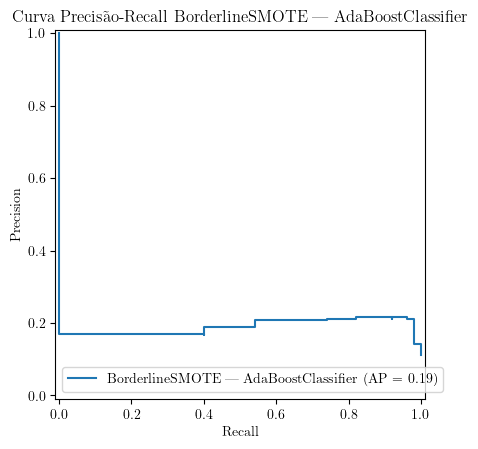 Curva Precisão-Recall BorderlineSMOTE — AdaBoostClassifier
1.0
0.8
0.6
0.4
0.2
0.0
Precision
BorderlineSMOTE — AdaBoostClassifier (AP = 0.19)
0.0 0.2 0.4 0.6 0.8 1.0
Recall